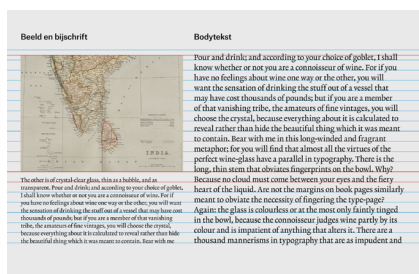 Beeld en bijschrift
INDIA.
The other is of crystal-clear glass, thin as a bubble, and as
transparent. Pour and drink; and according to your choice of goblet,
I shall know whether or not you are a connoisseur of wine. For if
you have no feelings about wine one way or the other, you will want
the sensation of drinking the stuff out of a vessel that may have cost
thousands of pounds; but if you are a member of that vanishing
tribe, the amateurs of fine vintages, you will choose the crystal,
because everything about it is calculated to reveal rather than hide
the beautiful thing which it was meant to contain. Bear with me
Bodytekst
Pour and drink; and according to your choice of goblet, I shall
know whether or not you are a connoisseur of wine. For if you
have no feelings about wine one way or the other, you will
want the sensation of drinking the stuff out of a vessel that
may have cost thousands of pounds; but if you are a member
of that vanishing tribe, the amateurs of fine vintages, you will
choose the crystal, because everything about it is calculated to
reveal rather than hide the beautiful thing which it was meant
to contain. Bear with me in this long-winded and fragrant
metaphor; for you will find that almost all the virtues of the
perfect wine-glass have a parallel in typography. There is the
long, thin stem that obviates fingerprints on the bowl. Why?
Because no cloud must come between your eyes and the fiery
heart of the liquid. Are not the margins on book pages similarly
meant to obviate the necessity of fingering the type-page?
Again: the glass is colourless or at the most only faintly tinged
in the bowl, because the connoisseur judges wine partly by its
colour and is impatient of anything that alters it. There are a
thousand mannerisms in typography that are as impudent and